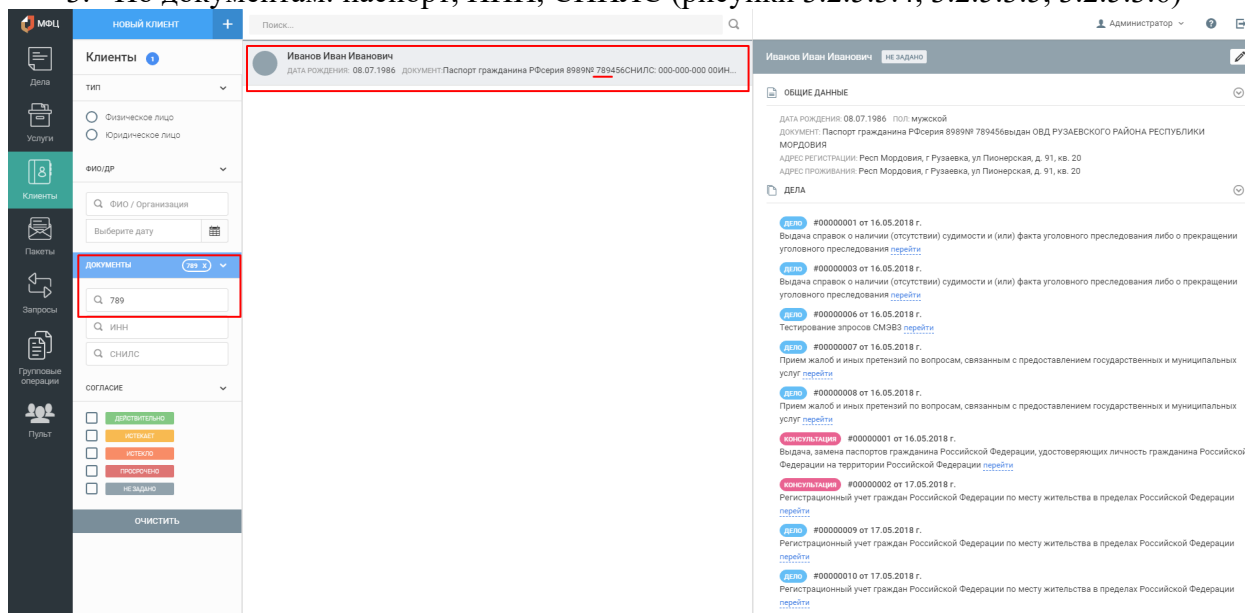 3. По документам: паспорт, ИНН, СНИЛС (рисунки 3.2.3.3.4, 3.2.3.3.5, 3.2.3.3.6)
МФЦ
НОВЫЙ КЛИЕНТ +
Поиск...
Администратор
Дела
Услуги
Клиенты
Пакеты
Запросы
Групповые
операции
Пульт
Клиенты 1
ТИП
Физическое лицо
Юридическое лицо
ФИО/ДР
ФИО / Организация
Выберите дату
ДОКУМЕНТЫ 789 X
789
ИНН
СНИЛС
СОГЛАСИЕ
ДЕЙСТВИТЕЛЬНО
ИСТЕКАЕТ
ИСТЕКЛО
ПРОСРОЧЕНО
НЕ ЗАДАНО
ОЧИСТИТЬ
Иванов Иван Иванович
ДАТА РОЖДЕНИЯ: 08.07.1986 ДОКУМЕНТ:Паспорт гражданина РФсерия 8989№ 789456СНИЛС: 000-000-000 00ИН...
Иванов Иван Иванович НЕ ЗАДАНО
ОБЩИЕ ДАННЫЕ
ДАТА РОЖДЕНИЯ: 08.07.1986 ПОЛ: мужской
ДОКУМЕНТ: Паспорт гражданина РФсерия 8989№ 789456выдан ОВД РУЗАЕВСКОГО РАЙОНА РЕСПУБЛИКИ
МОРДОВИЯ
АДРЕС РЕГИСТРАЦИИ: Респ Мордовия, г Рузаевка, ул Пионерская, д. 91, кв. 20
АДРЕС ПРОЖИВАНИЯ: Респ Мордовия, г Рузаевка, ул Пионерская, д. 91, кв. 20
ДЕЛА
ДЕЛО #00000001 от 16.05.2018 г.
Выдача справок о наличии (отсутствии) судимости и (или) факта уголовного преследования либо о прекращении
уголовного преследования перейти
ДЕЛО #00000003 от 16.05.2018 г.
Выдача справок о наличии (отсутствии) судимости и (или) факта уголовного преследования либо о прекращении
уголовного преследования перейти
ДЕЛО #00000006 от 16.05.2018 г.
Тестирование зпросов СМЭВ3 перейти
ДЕЛО #00000007 от 16.05.2018 г.
Прием жалоб и иных претензий по вопросам, связанным с предоставлением государственных и муниципальных
услуг перейти
ДЕЛО #00000008 от 16.05.2018 г.
Прием жалоб и иных претензий по вопросам, связанным с предоставлением государственных и муниципальных
услуг перейти
КОНСУЛЬТАЦИЯ #00000001 от 16.05.2018 г.
Выдача, замена паспортов гражданина Российской Федерации, удостоверяющих личность гражданина Российской
Федерации на территории Российской Федерации перейти
КОНСУЛЬТАЦИЯ #00000002 от 17.05.2018 г.
Регистрационный учет граждан Российской Федерации по месту жительства в пределах Российской Федерации
перейти
ДЕЛО #00000009 от 17.05.2018 г.
Регистрационный учет граждан Российской Федерации по месту жительства в пределах Российской Федерации
перейти
ДЕЛО #00000010 от 17.05.2018 г.
Регистрационный учет граждан Российской Федерации по месту жительства в пределах Российской Федерации
перейти